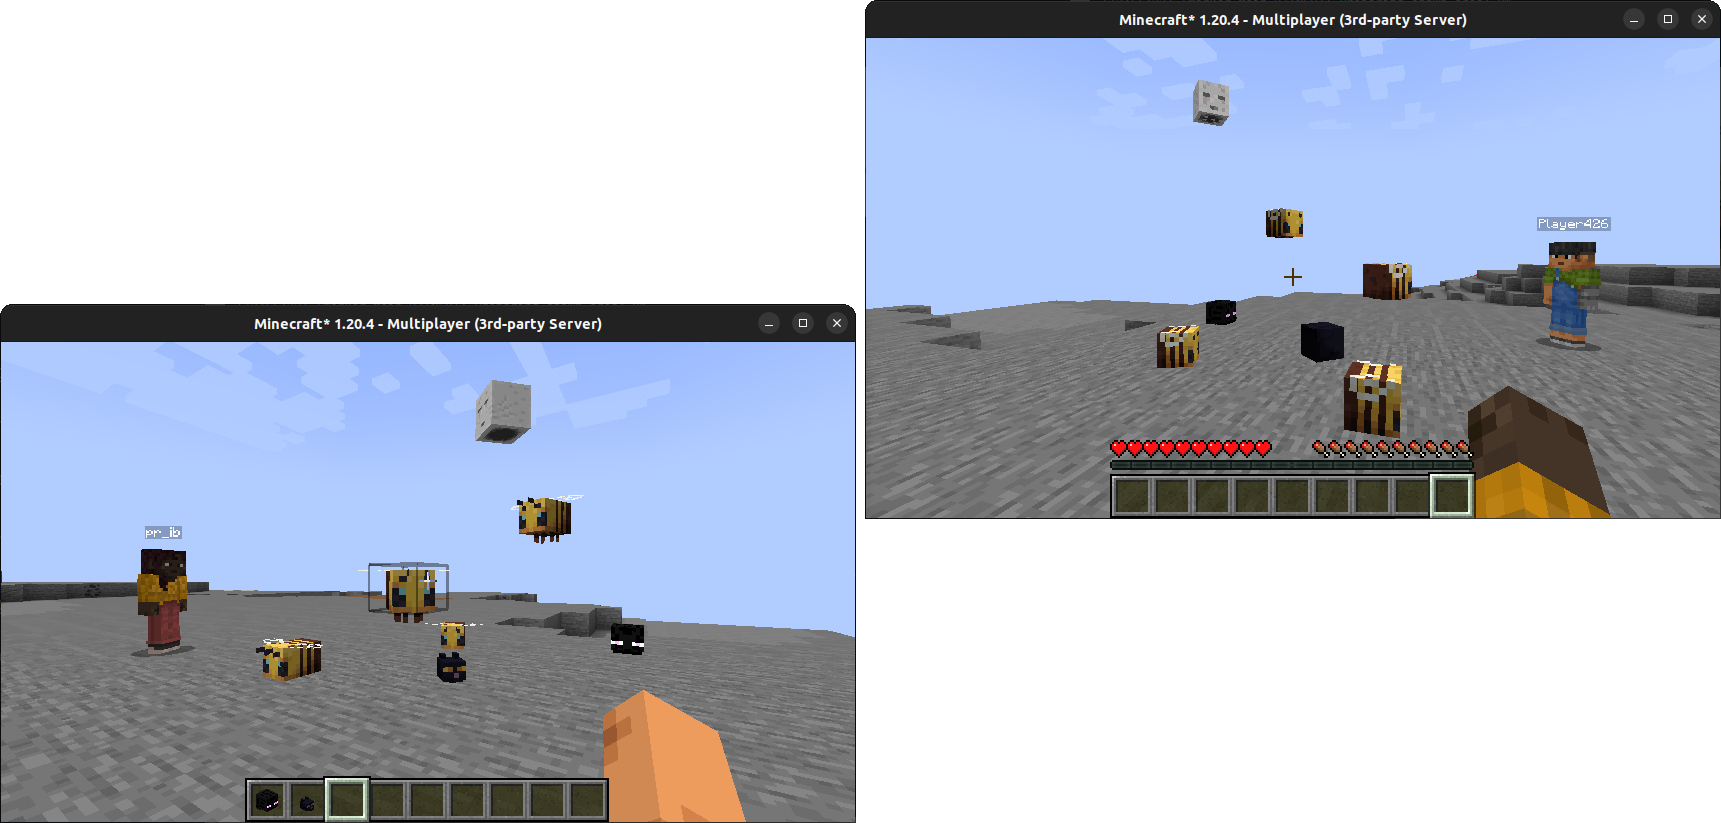 Minecraft* 1.20.4 - Multiplayer (3rd-party Server)
Player426
Minecraft* 1.20.4 - Multiplayer (3rd-party Server)
pr_ib